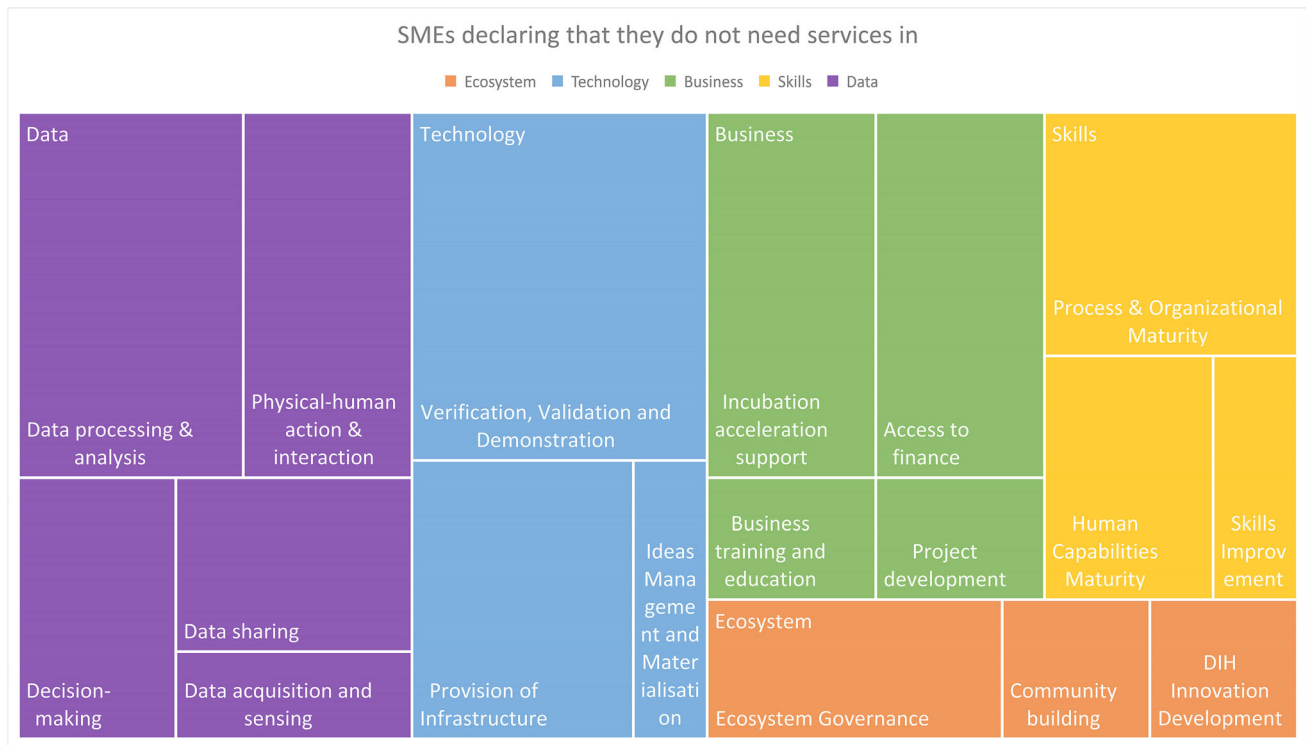 SMEs declaring that they do not need services in
Ecosystem Technology Business Skills Data
Data
Data processing &
analysis
Physical-human
action &
interaction
Decision-
making
Data sharing
Data acquisition and
sensing
Technology
Verification, Validation and
Demonstration
Provision of
Infrastructure
Ideas
Mana
geme
nt and
Mater
ialisati
on
Business
Incubation
acceleration
support
Access to
finance
Business
training and
education
Project
development
Skills
Process & Organizational
Maturity
Human
Capabilities
Maturity
Skills
Improv
ement
Ecosystem
Ecosystem Governance
Community
building
DIH
Innovation
Development